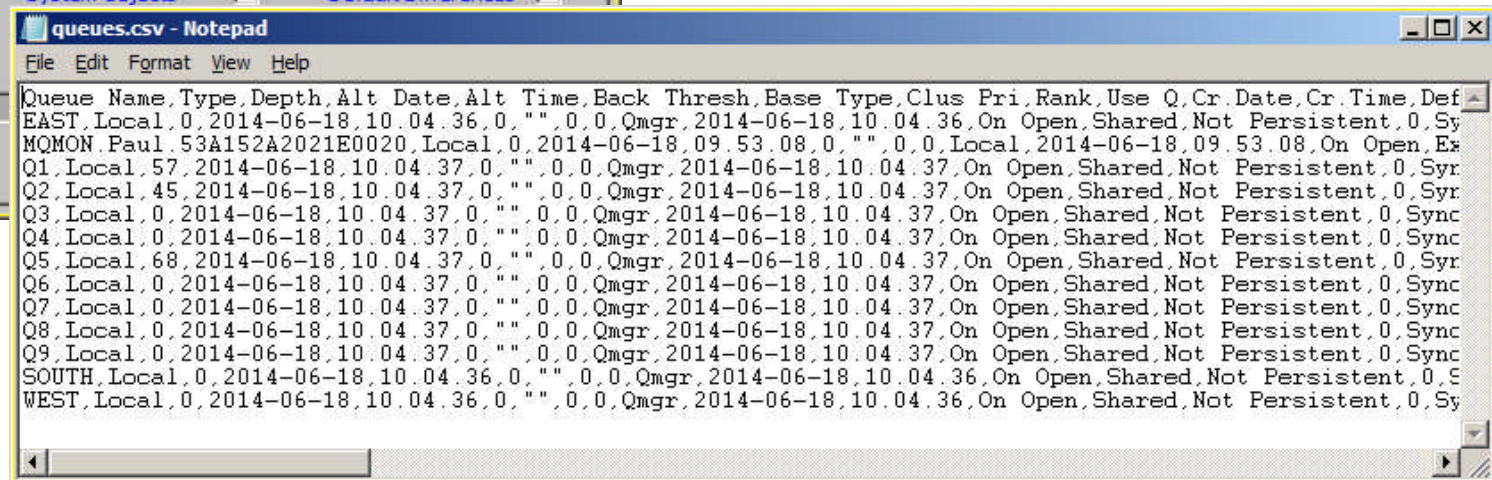 queues.csv - Notepad
File Edit Format View Help
Queue Name,Type,Depth,Alt Date,Alt Time,Back Thresh,Base Type,Clus Pri,Rank,Use Q,Cr.Date,Cr.Time,Def
EAST,Local,0,2014-06-18,10.04.36,0,"",0,0,Qmgr,2014-06-18,10.04.36,On Open,Shared,Not Persistent,0,Sy
MQMON.Paul.53A152A2021E0020,Local,0,2014-06-18,09.53.08,0,"",0,0,Local,2014-06-18,09.53.08,On Open,Ex
Q1,Local,57,2014-06-18,10.04.37,0,"",0,0,Qmgr,2014-06-18,10.04.37,On Open,Shared,Not Persistent,0,Syn
Q2,Local,45,2014-06-18,10.04.37,0,"",0,0,Qmgr,2014-06-18,10.04.37,On Open,Shared,Not Persistent,0,Syn
Q3,Local,0,2014-06-18,10.04.37,0,"",0,0,Qmgr,2014-06-18,10.04.37,On Open,Shared,Not Persistent,0,Sync
Q4,Local,0,2014-06-18,10.04.37,0,"",0,0,Qmgr,2014-06-18,10.04.37,On Open,Shared,Not Persistent,0,Sync
Q5,Local,68,2014-06-18,10.04.37,0,"",0,0,Qmgr,2014-06-18,10.04.37,On Open,Shared,Not Persistent,0,Syn
Q6,Local,0,2014-06-18,10.04.37,0,"",0,0,Qmgr,2014-06-18,10.04.37,On Open,Shared,Not Persistent,0,Sync
Q7,Local,0,2014-06-18,10.04.37,0,"",0,0,Qmgr,2014-06-18,10.04.37,On Open,Shared,Not Persistent,0,Sync
Q8,Local,0,2014-06-18,10.04.37,0,"",0,0,Qmgr,2014-06-18,10.04.37,On Open,Shared,Not Persistent,0,Sync
Q9,Local,0,2014-06-18,10.04.37,0,"",0,0,Qmgr,2014-06-18,10.04.37,On Open,Shared,Not Persistent,0,Sync
SOUTH,Local,0,2014-06-18,10.04.36,0,"",0,0,Qmgr,2014-06-18,10.04.36,On Open,Shared,Not Persistent,0,S
WEST,Local,0,2014-06-18,10.04.36,0,"",0,0,Qmgr,2014-06-18,10.04.36,On Open,Shared,Not Persistent,0,Sy